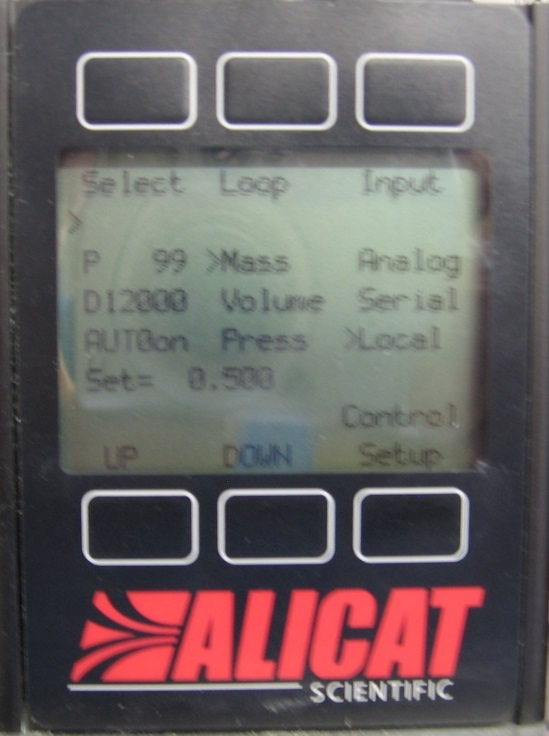 Select Loop Input
>
P 99 >Mass Analog
D12000 Volume Serial
AUTOon Press >Local
Set= 0.500
Control
UP DOWN Setup
ALICAT
SCIENTIFIC